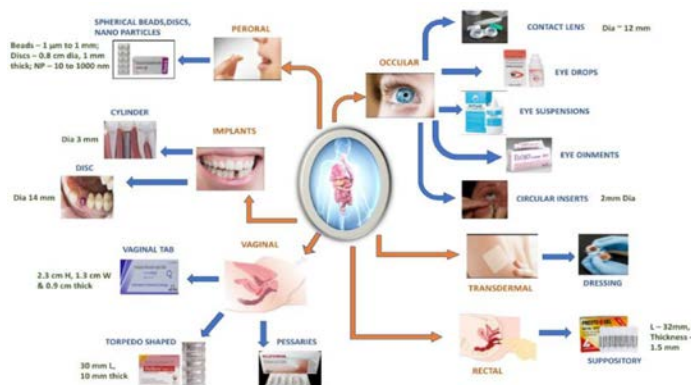 SPHERICAL BEADS,DISCS,
NANO PARTICLES
Beads – 1 µm to 1 mm;
Discs – 0.8 cm dia, 1 mm
thick; NP – 10 to 1000 nm
PERORAL
CYLINDER
Dia 3 mm
IMPLANTS
DISC
Dia 14 mm
VAGINAL
VAGINAL TAB
2.3 cm H, 1.3 cm W
& 0.9 cm thick
TORPEDO SHAPED
30 mm L,
10 mm thick
PESSARIES
OCCULAR
CONTACT LENS
Dia ~ 12 mm
EYE DROPS
EYE SUSPENSIONS
EYE OINMENTS
CIRCULAR INSERTS
2mm Dia
TRANSDERMAL
DRESSING
RECTAL
SUPPOSITORY
L – 32mm,
Thickness –
1.5 mm